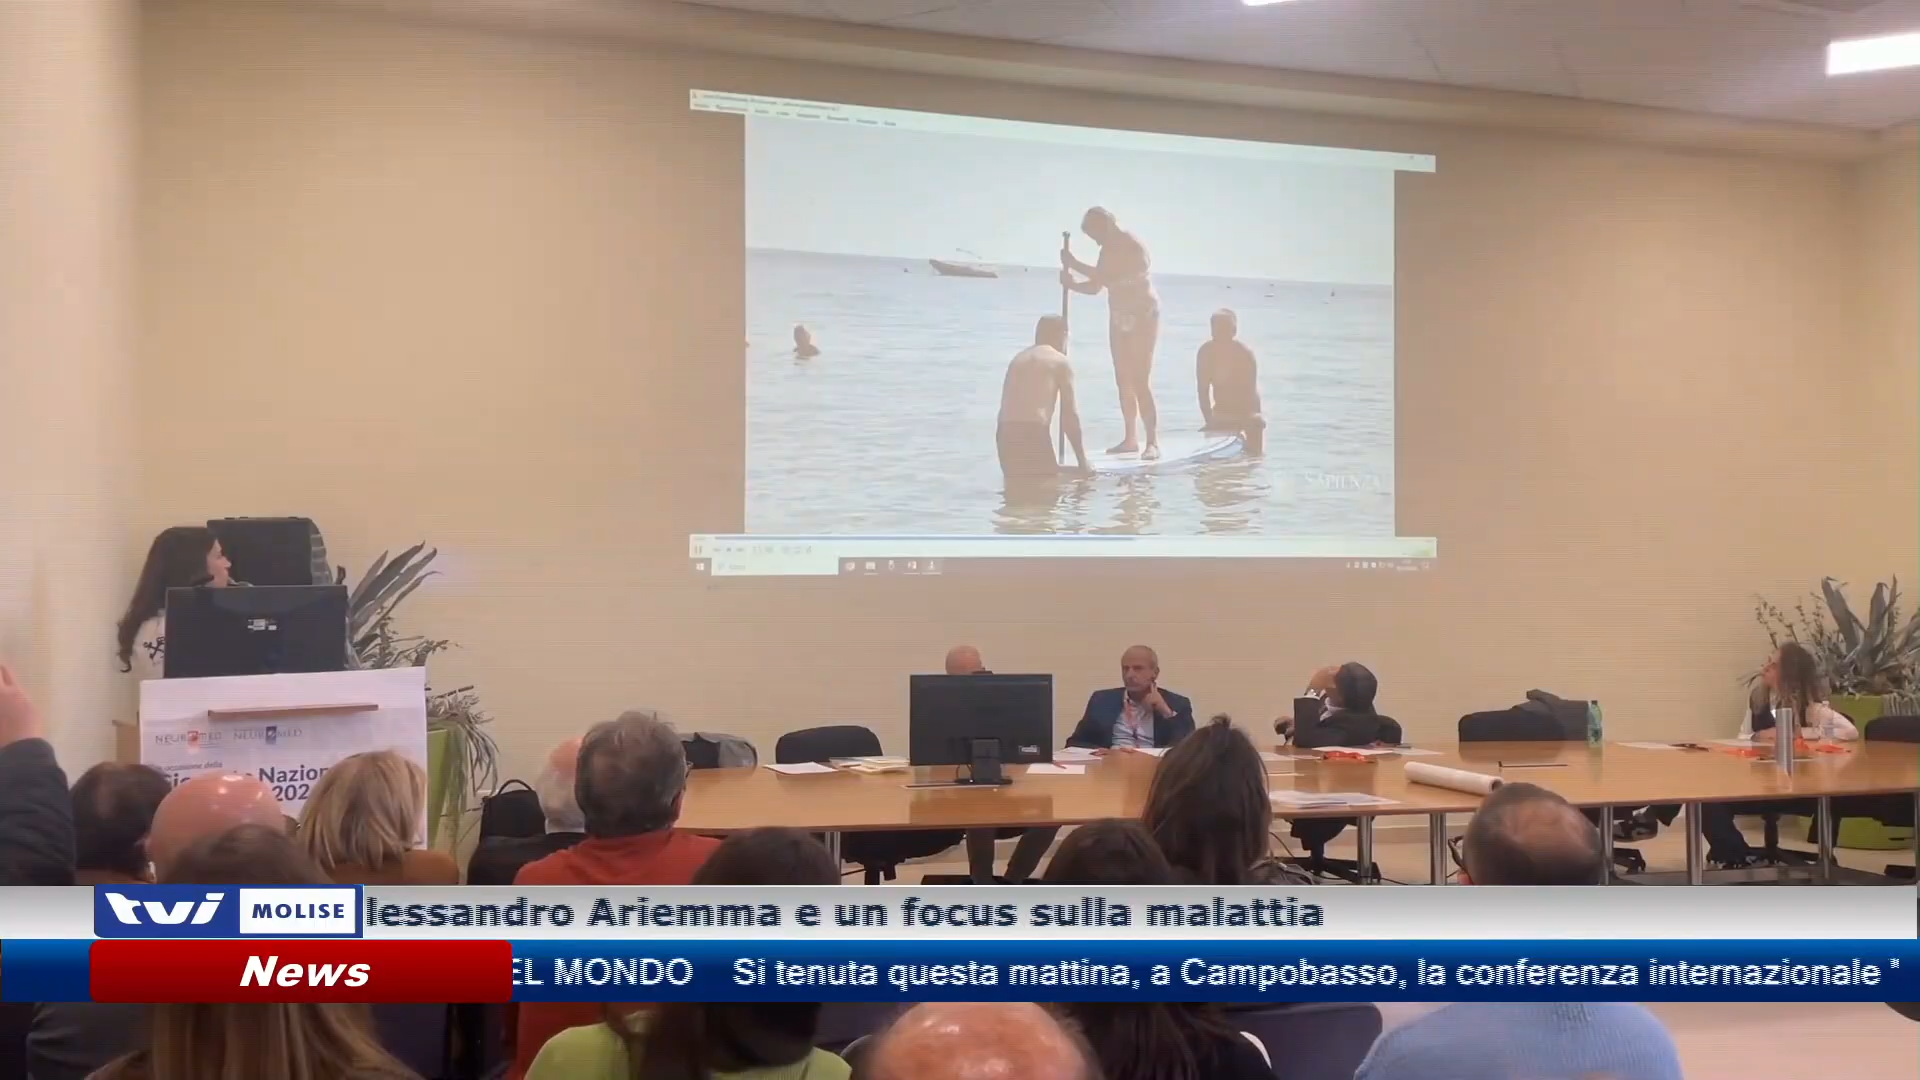 SAPIENZA
NEUROMED
NEUROMED
Nazion
202
tvi
MOLISE
lessandro Ariemma e un focus sulla malattia
News
EL MONDO Si tenuta questa mattina, a Campobasso, la conferenza internazionale "